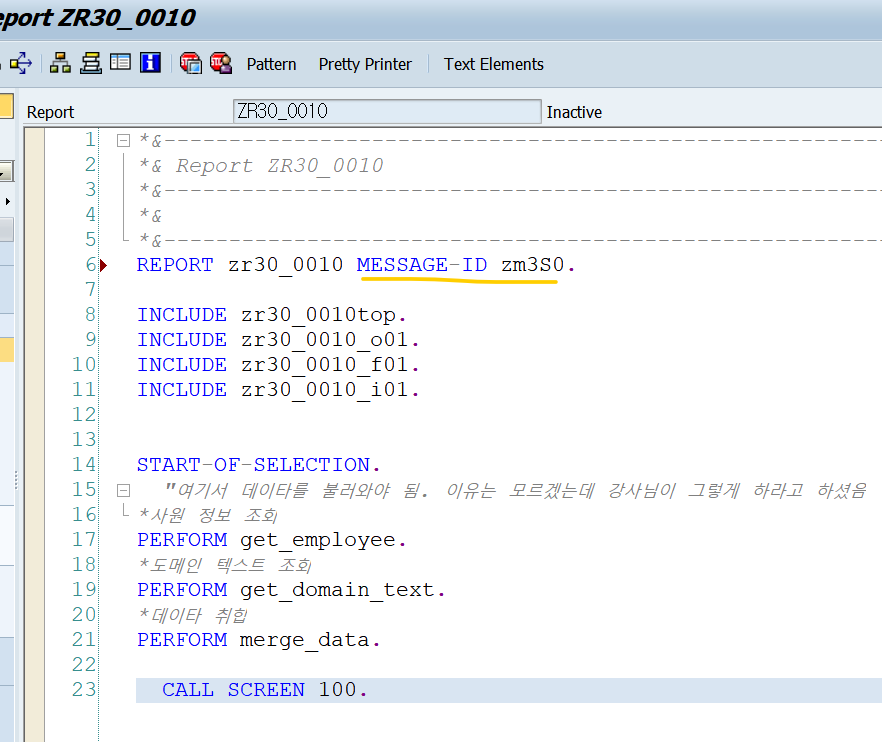 eport ZR30_0010
Pattern Pretty Printer Text Elements
Report ZR30_0010 Inactive
1 *&---------------------------------------------------------
2 *& Report ZR30_0010
3 *&---------------------------------------------------------
4 *&
5 *&---------------------------------------------------------
6 REPORT zr30_0010 MESSAGE-ID zm3S0.
7
8 INCLUDE zr30_0010top.
9 INCLUDE zr30_0010_o01.
10 INCLUDE zr30_0010_f01.
11 INCLUDE zr30_0010_i01.
12
13
14 START-OF-SELECTION.
15 "여기서 데이타를 불러와야 됨. 이유는 모르겠는데 강사님이 그렇게 하라고 하셨음
16 *사원 정보 조회
17 PERFORM get_employee.
18 *도메인 텍스트 조회
19 PERFORM get_domain_text.
20 *데이타 취합
21 PERFORM merge_data.
22
23 CALL SCREEN 100.